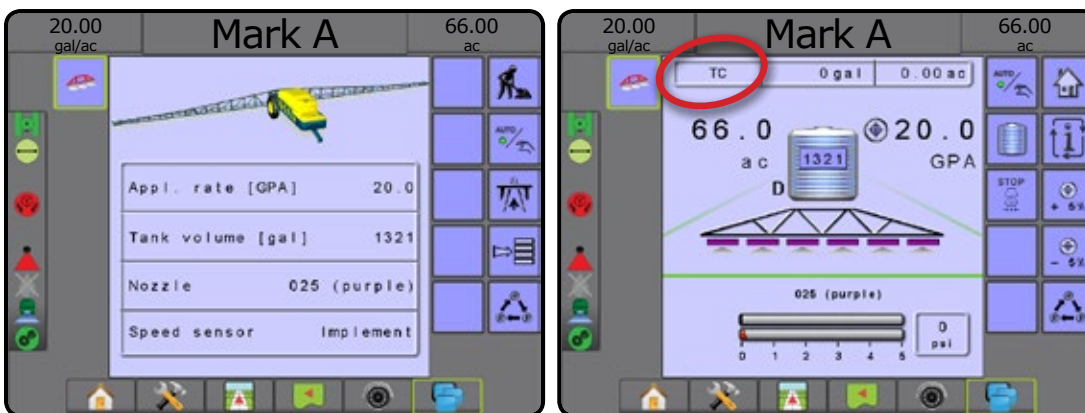 20.00
gal/ac
Mark A
66.00
ac
AUTO
Appl. rate [GPA] 20.0
Tank volume [gal] 1321
Nozzle 025 (purple)
Speed sensor Implement
20.00
gal/ac
Mark A
66.00
ac
TC 0 gal 0.00 ac
AUTO
66.0
ac
1321
20.0
GPA
D
i
STOP
+ 5%
- 5%
025 (purple)
0 1 2 3 4 5
0
psi